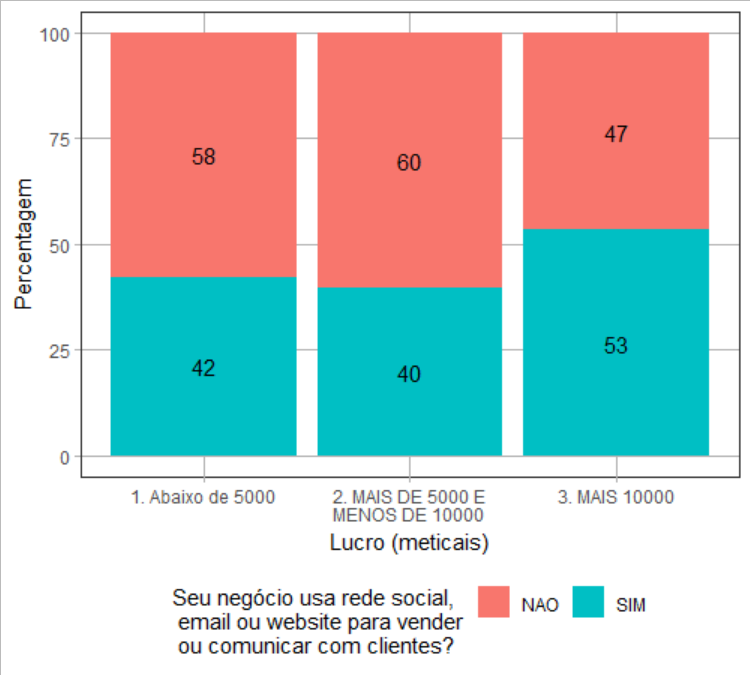 Percentagem
100
75
50
25
0
58
60
47
42
40
53
1. Abaixo de 5000
2. MAIS DE 5000 E
MENOS DE 10000
3. MAIS 10000
Lucro (meticais)
Seu negócio usa rede social,
email ou website para vender
ou comunicar com clientes?
NAO
SIM